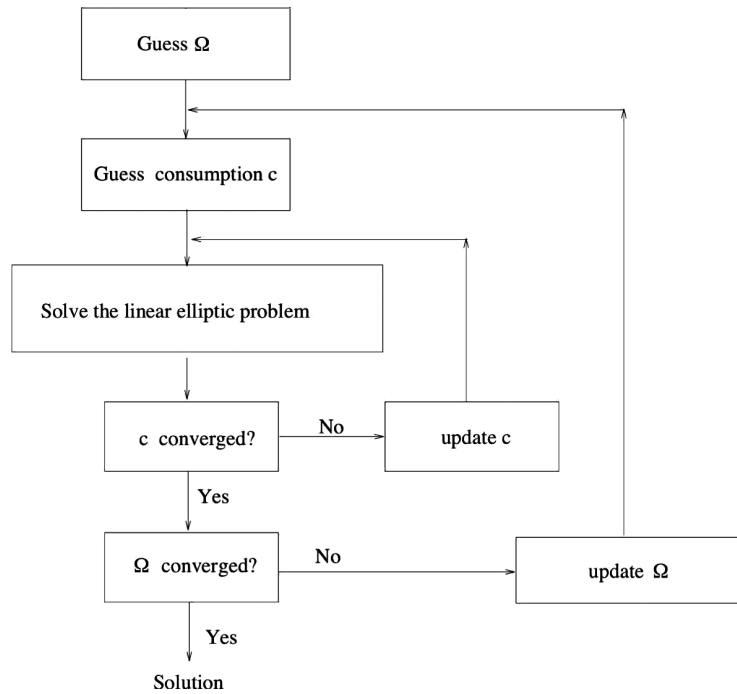 Guess Ω
Guess consumption c
Solve the linear elliptic problem
c converged?
No
update c
Yes
Ω converged?
No
update Ω
Yes
Solution